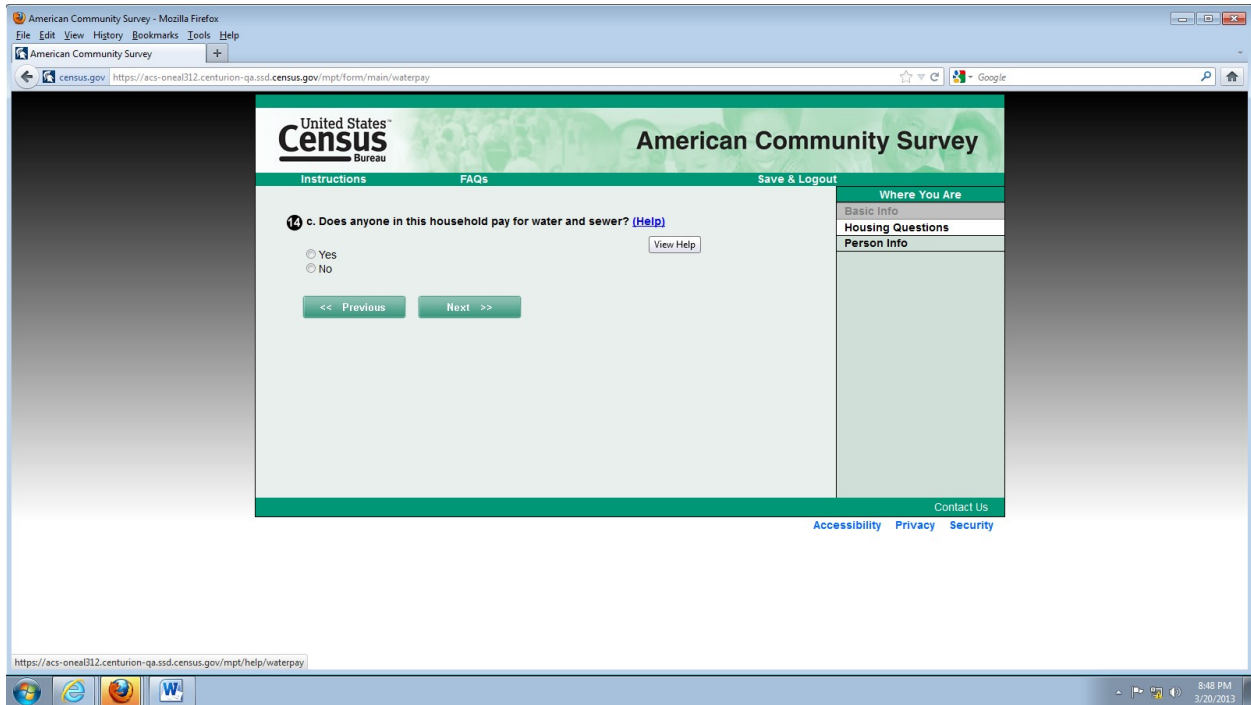 American Community Survey - Mozilla Firefox
File Edit View History Bookmarks Tools Help
American Community Survey +
census.gov https://acs-oneal312.centurion-qa.ssd.census.gov/mpt/form/main/waterpay Google
United States™
Census
Bureau
American Community Survey
Instructions FAQs Save & Logout
Where You Are
Basic Info
Housing Questions
Person Info
14 c. Does anyone in this household pay for water and sewer? (Help)
View Help
Yes
No
<< Previous Next >>
Contact Us
Accessibility Privacy Security
https://acs-oneal312.centurion-qa.ssd.census.gov/mpt/help/waterpay
W
8:48 PM
3/20/2013